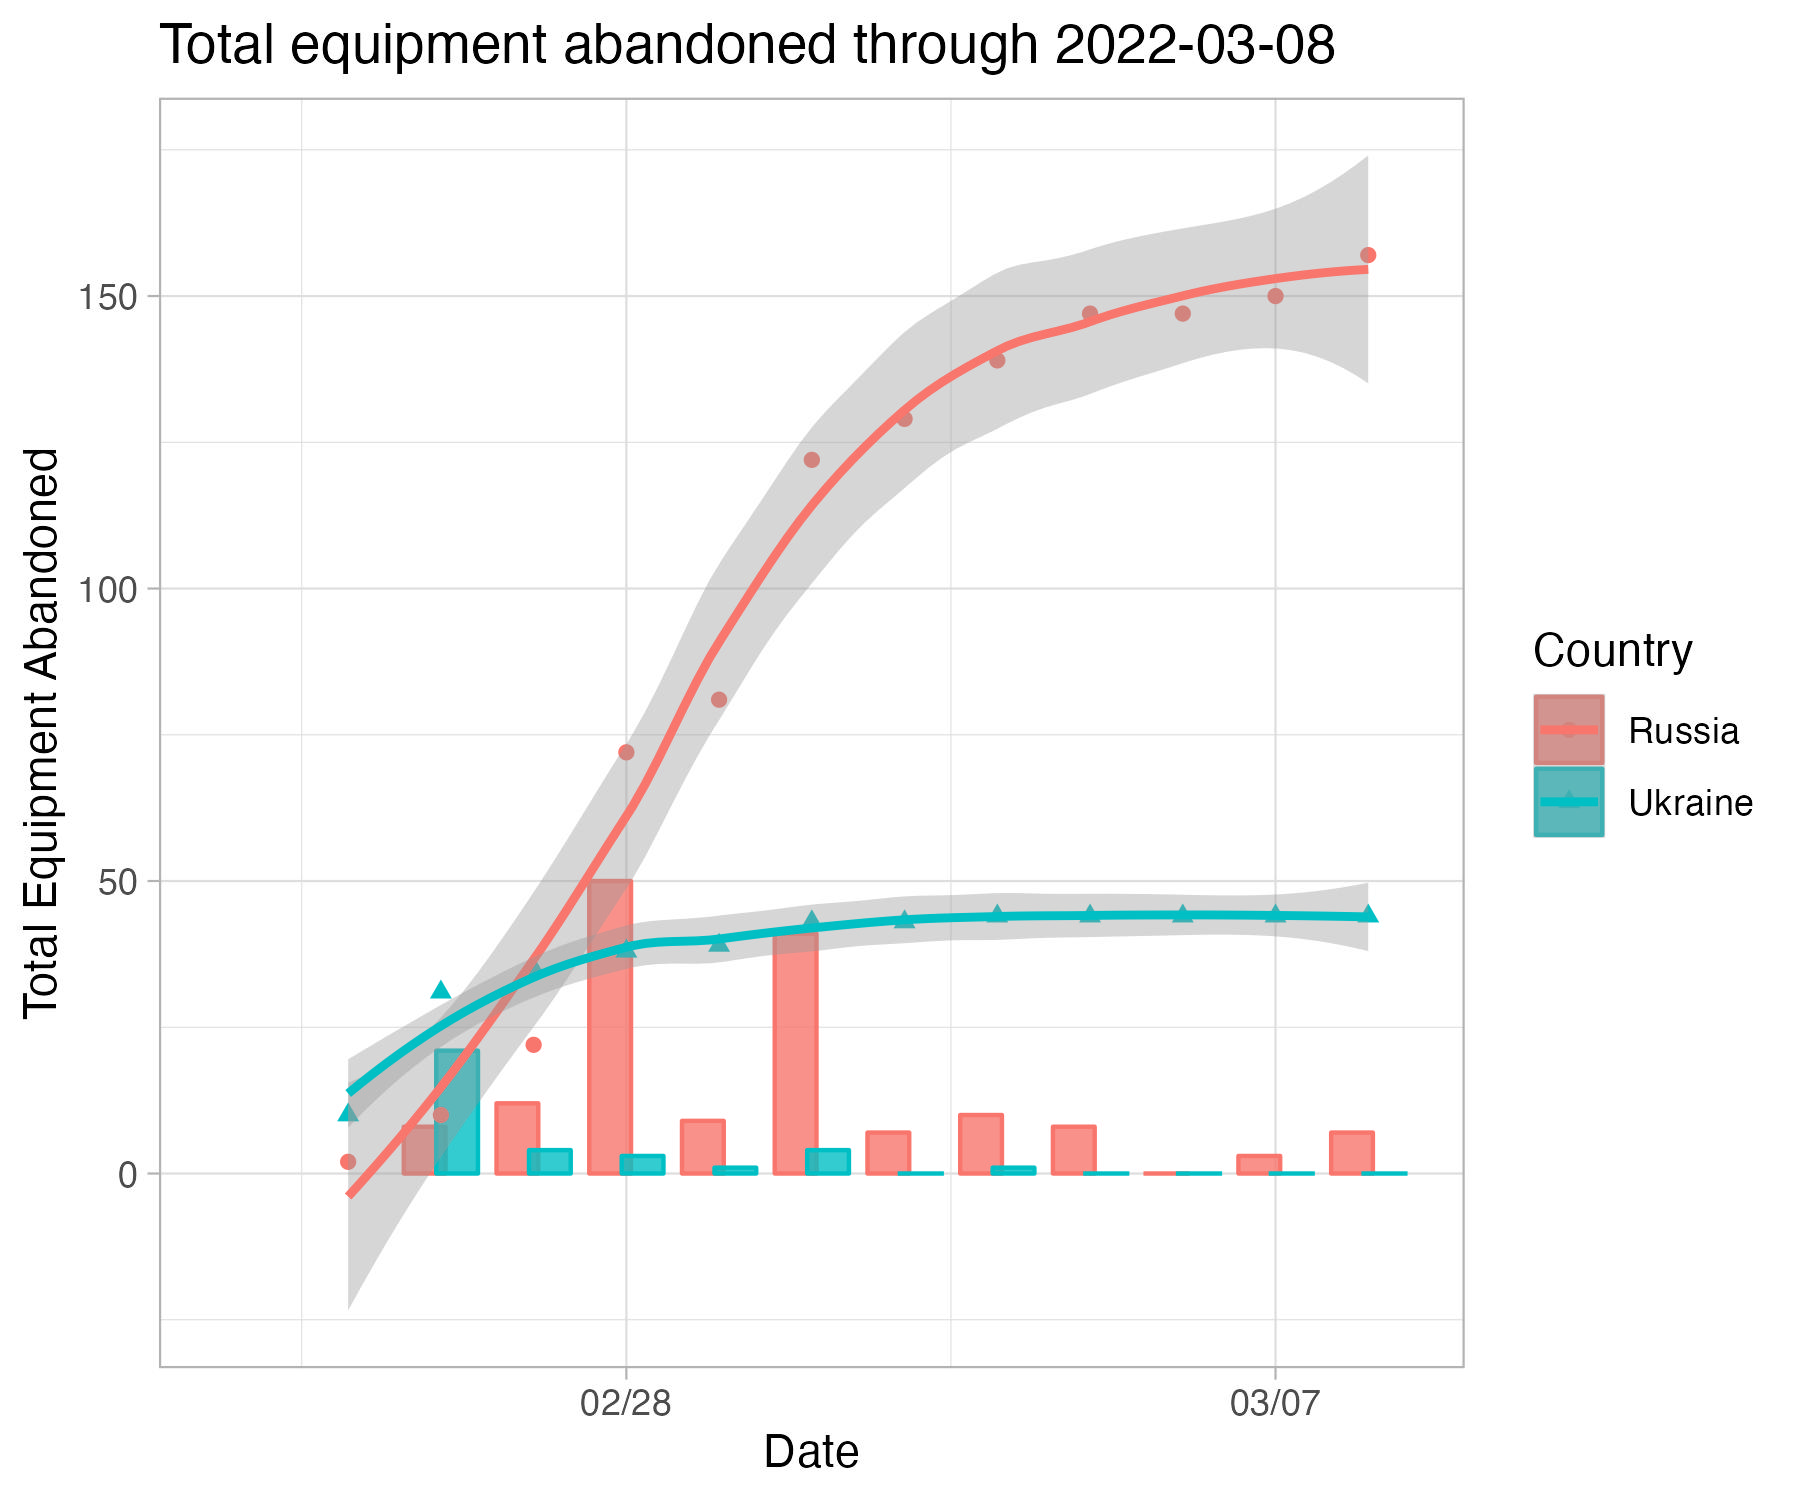 Total equipment abandoned through 2022-03-08
Total Equipment Abandoned
150
100
50
0
02/28
03/07
Date
Country
Russia
Ukraine